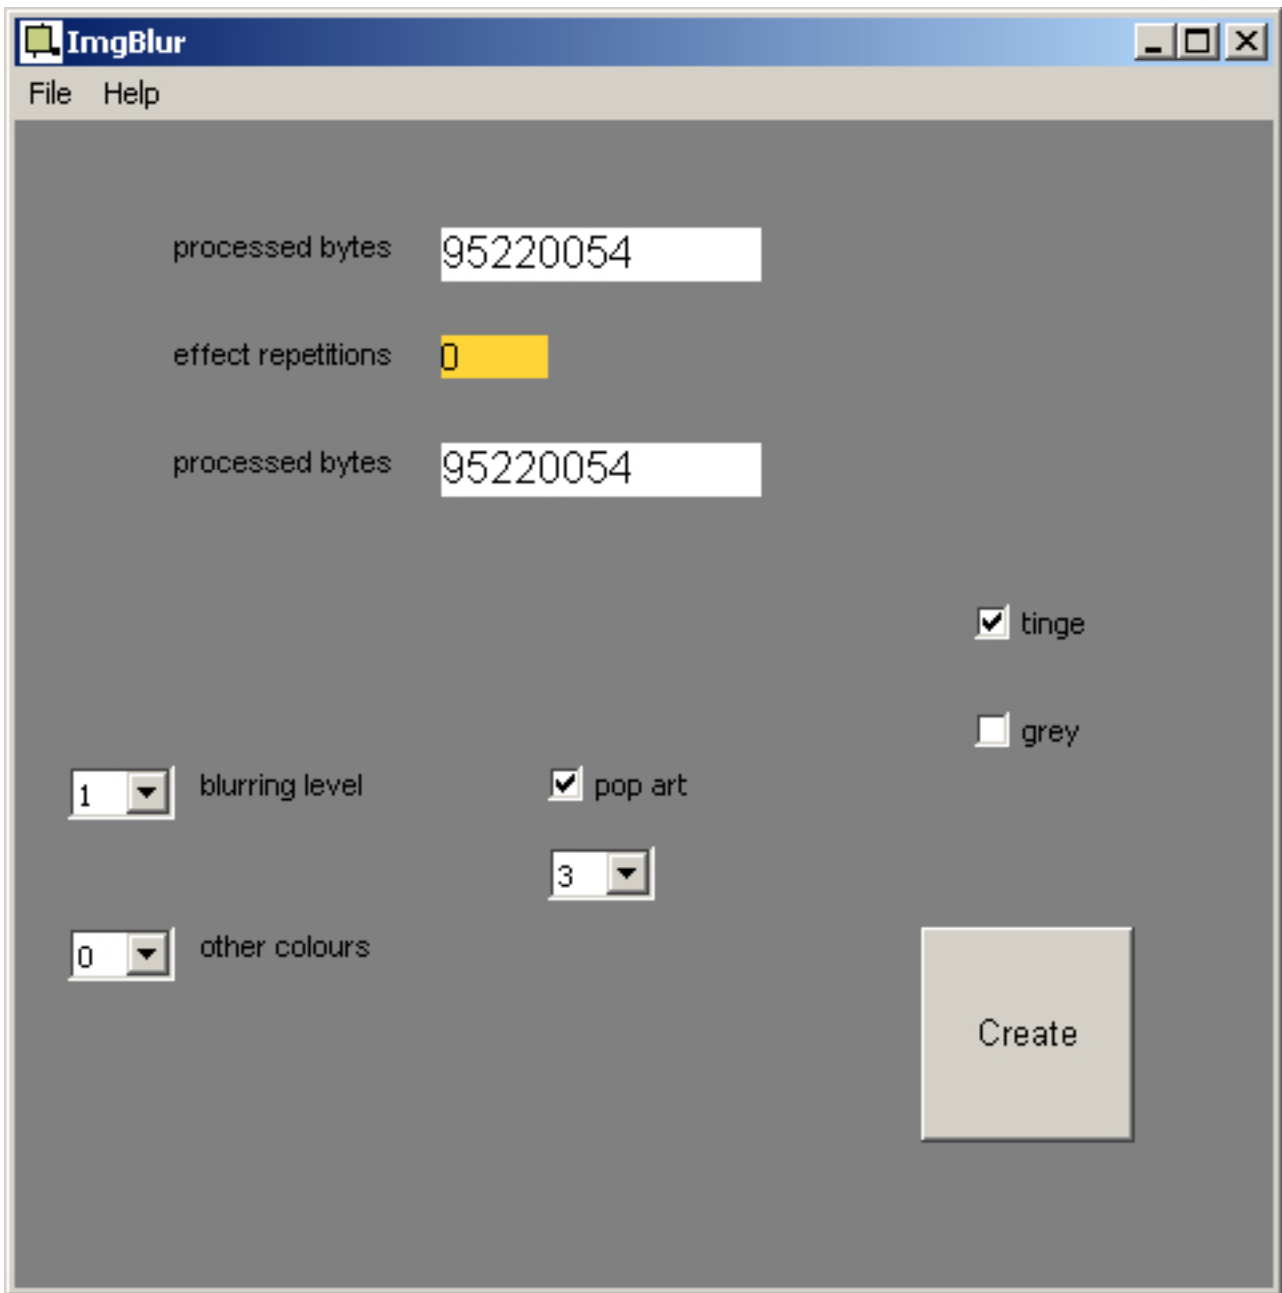 ImgBlur
File Help
processed bytes 95220054
effect repetitions 0
processed bytes 95220054
tinge
grey
1 blurring level pop art
3
0 other colours
Create